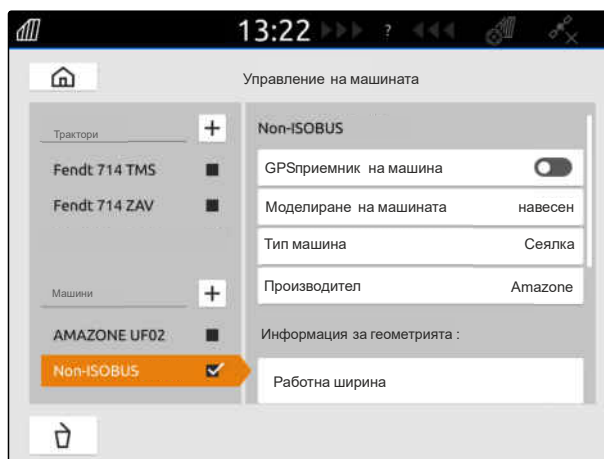 13:22 ?
Управление на машината
Трактори
Fendt 714 TMS
Fendt 714 ZAV
Машини
AMAZONE UF02
Non-ISOBUS
Non-ISOBUS
GPSприемник на машина
Моделиране на машината навесен
Тип машина Сеялка
Производител Amazone
Информация за геометрията :
Работна ширина